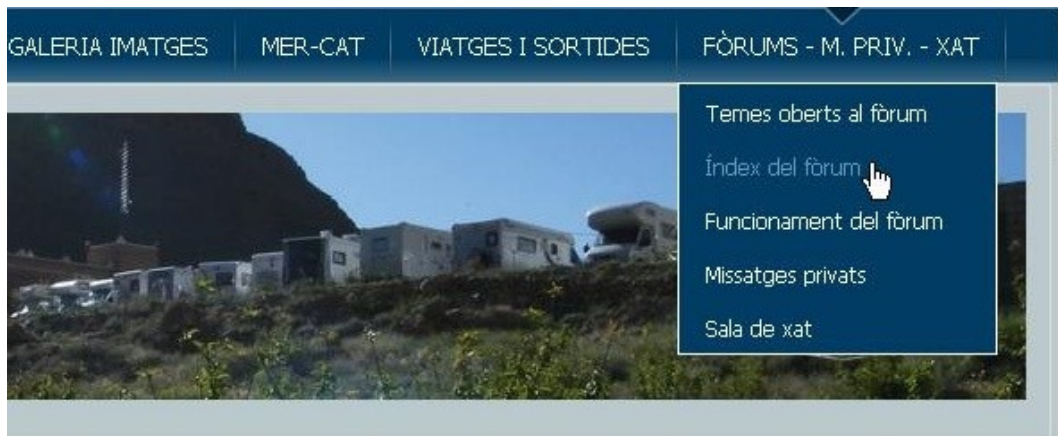 GALERIA IMATGES
MER-CAT
VIATGES I SORTIDES
FÒRUMS - M. PRIV. - XAT
Temes oberts al fòrum
Índex del fòrum
Funcionament del fòrum
Missatges privats
Sala de xat